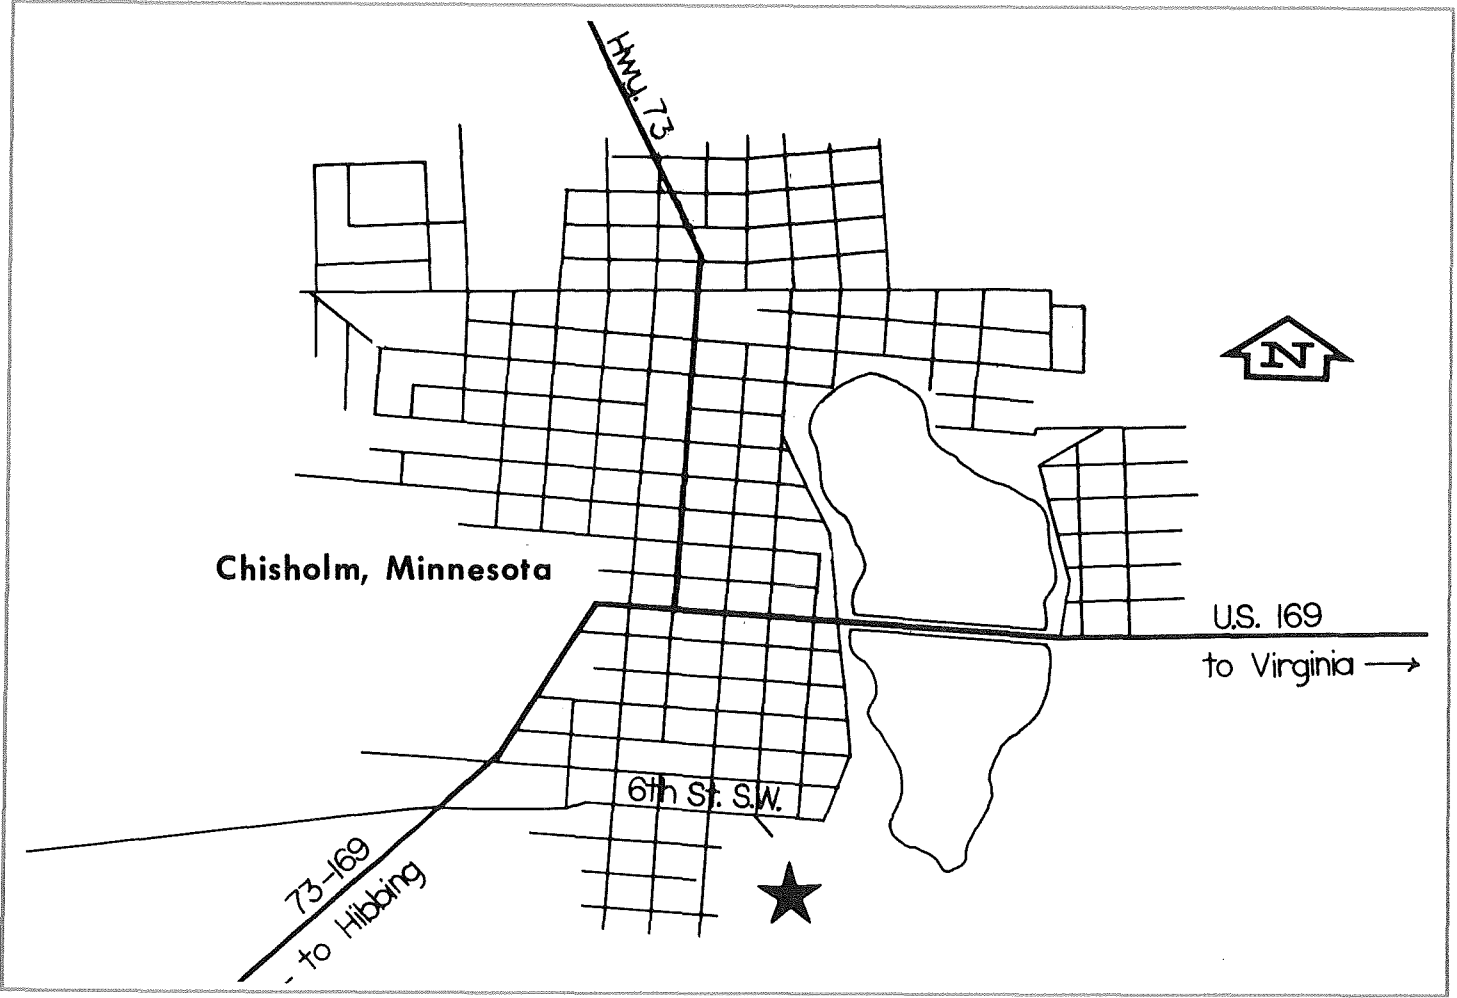 Hwy. 73
N
Chisholm, Minnesota
U.S. 169
to Virginia
6th St. S.W.
73-169
to Hibbing